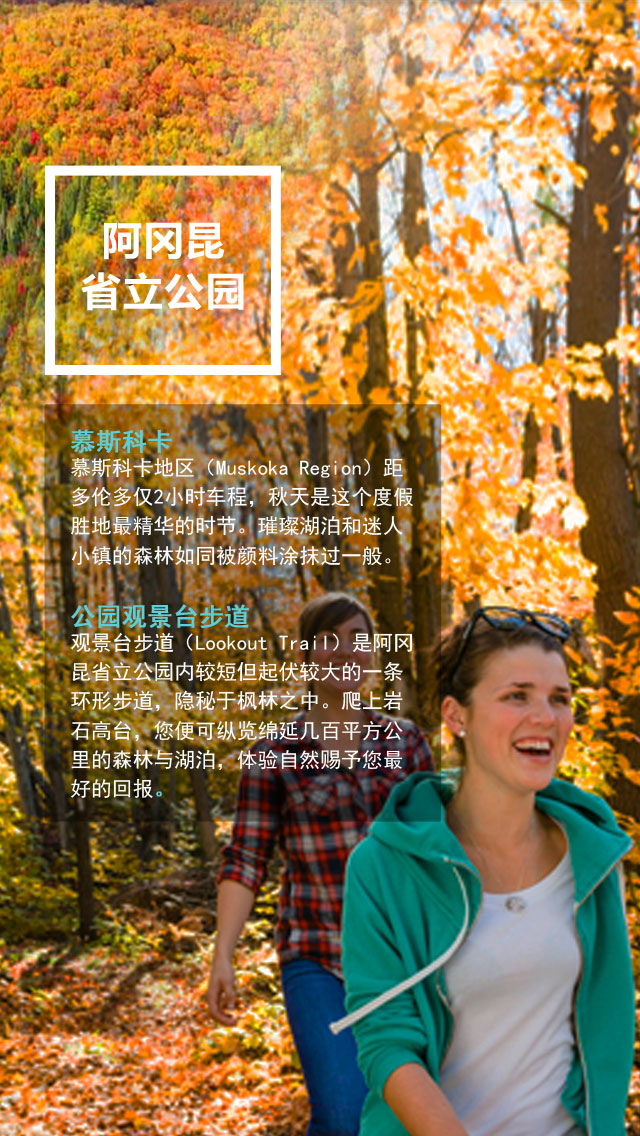 阿冈昆
省立公园
慕斯科卡
慕斯科卡地区（Muskoka Region）距
多伦多仅2小时车程，秋天是这个度假
胜地最精华的时节。璀璨湖泊和迷人
小镇的森林如同被颜料涂抹过一般。
公园观景台步道
观景台步道（Lookout Trail）是阿冈
昆省立公园内较短但起伏较大的一条
环形步道，隐秘于枫林之中。爬上岩
石高台，您便可纵览绵延几百平方公
里的森林与湖泊，体验自然赐予您最
好的回报。